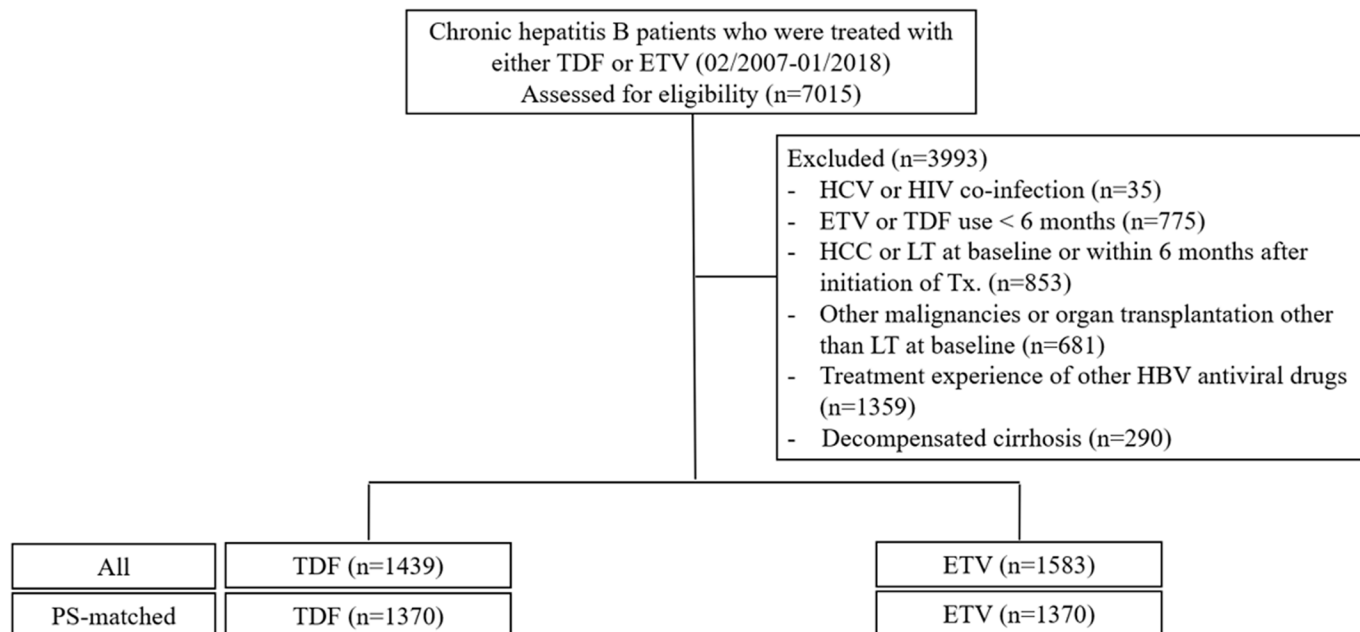 Chronic hepatitis B patients who were treated with
either TDF or ETV (02/2007-01/2018)
Assessed for eligibility (n=7015)
Excluded (n=3993)
- HCV or HIV co-infection (n=35)
- ETV or TDF use < 6 months (n=775)
- HCC or LT at baseline or within 6 months after
initiation of Tx. (n=853)
- Other malignancies or organ transplantation other
than LT at baseline (n=681)
- Treatment experience of other HBV antiviral drugs
(n=1359)
- Decompensated cirrhosis (n=290)
All TDF (n=1439) ETV (n=1583)
PS-matched TDF (n=1370) ETV (n=1370)